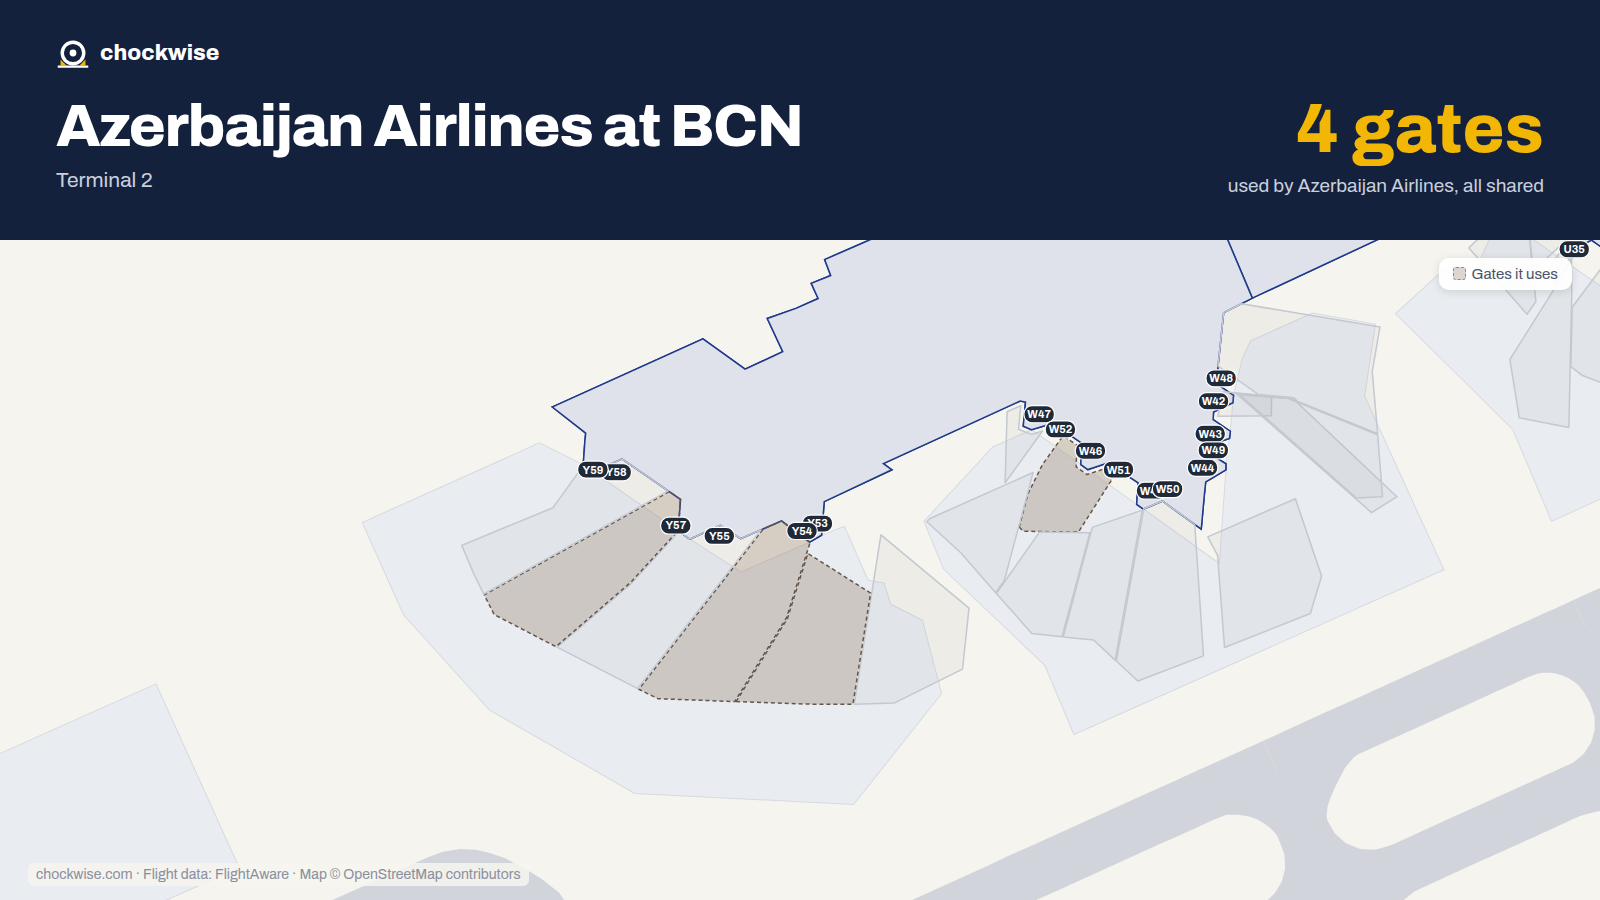 chockwise
Azerbaijan Airlines at BCN
Terminal 2
4 gates
used by Azerbaijan Airlines, all shared
U35
Gates it uses
W48
W42
W47
W52
W43
W46
W49
W51
W44
Y59
Y58
W50
Y57
Y53
Y54
Y55
chockwise.com · Flight data: FlightAware · Map © OpenStreetMap contributors